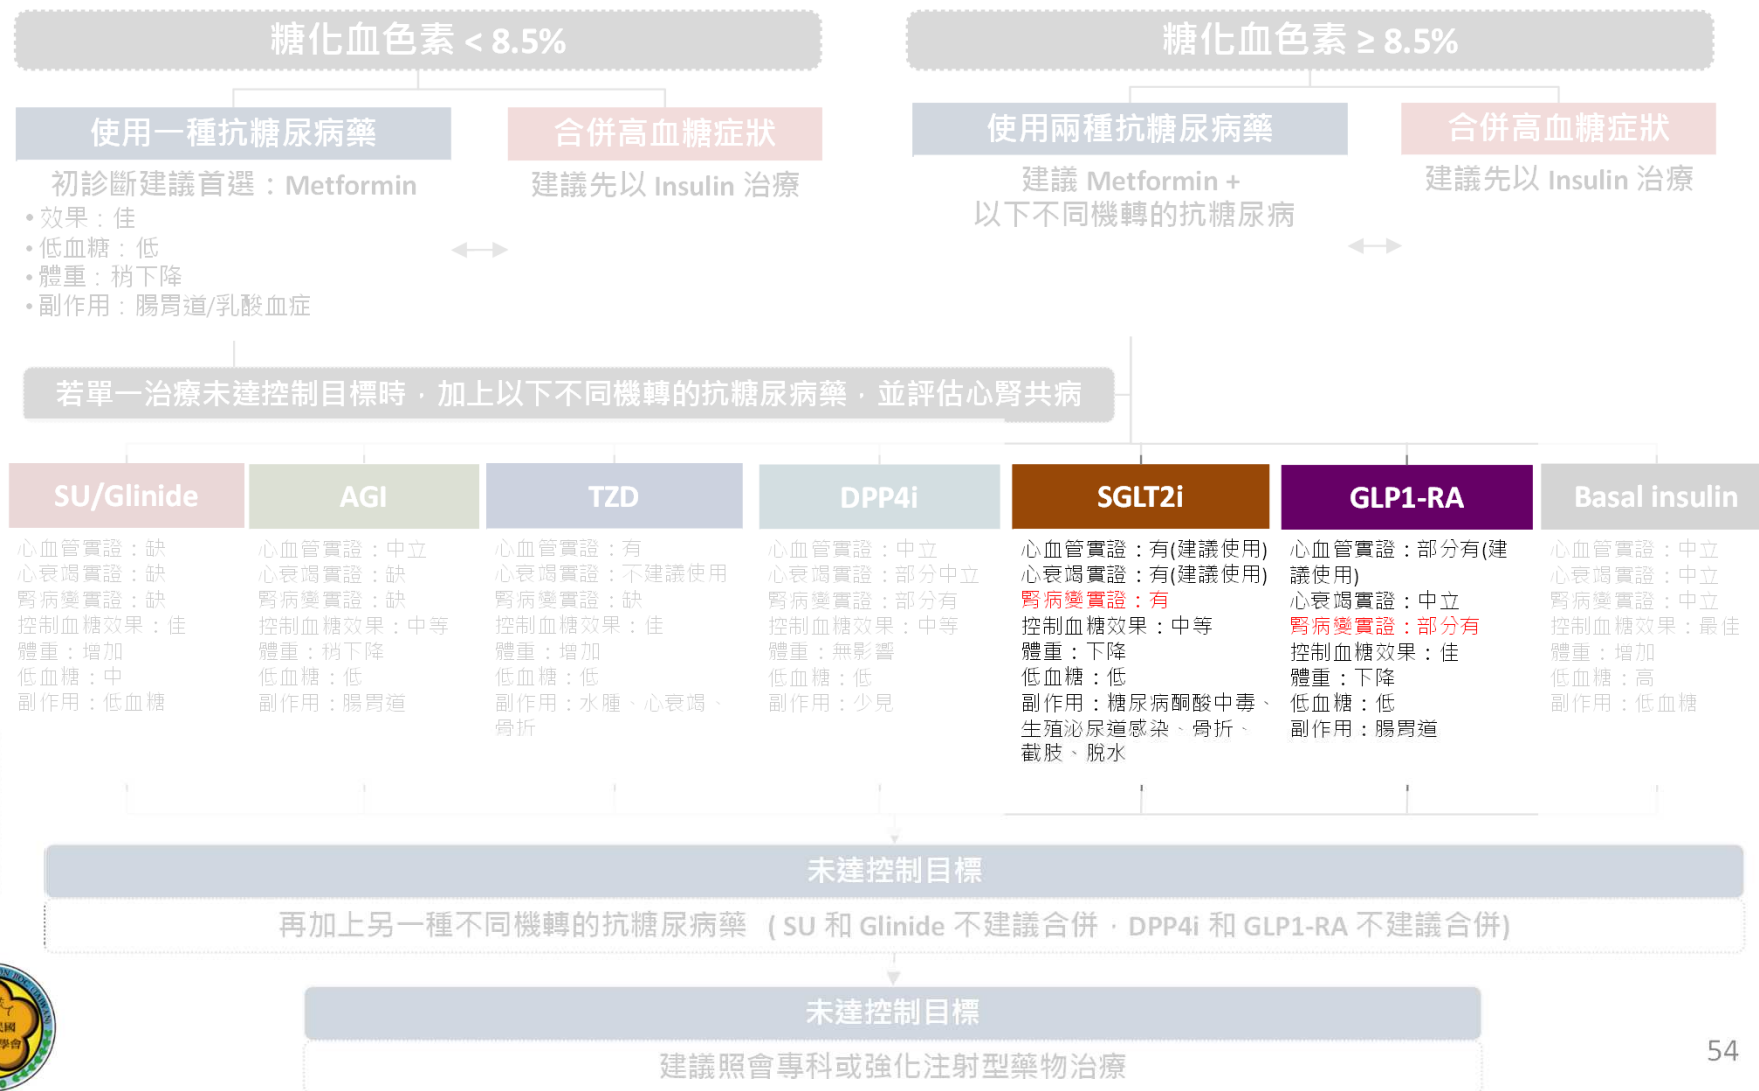 糖化血色素 < 8.5%
糖化血色素 ≥ 8.5%
使用一種抗糖尿病藥
合併高血糖症狀
使用兩種抗糖尿病藥
合併高血糖症狀
初診斷建議首選：Metformin
• 效果：佳
• 低血糖：低
• 體重：稍下降
• 副作用：腸胃道/乳酸血症
建議先以 Insulin 治療
建議 Metformin +
以下不同機轉的抗糖尿病
建議先以 Insulin 治療
若單一治療未達控制目標時，加上以下不同機轉的抗糖尿病藥，並評估心腎共病
SU/Glinide
心血管實證：缺
心衰竭實證：缺
腎病變實證：缺
控制血糖效果：佳
體重：增加
低血糖：中
副作用：低血糖
AGI
心血管實證：中立
心衰竭實證：缺
腎病變實證：缺
控制血糖效果：中等
體重：稍下降
低血糖：低
副作用：腸胃道
TZD
心血管實證：有
心衰竭實證：不建議使用
腎病變實證：缺
控制血糖效果：佳
體重：增加
低血糖：低
副作用：水腫、心衰竭、
骨折
DPP4i
心血管實證：中立
心衰竭實證：部分中立
腎病變實證：部分有
控制血糖效果：中等
體重：無影響
低血糖：低
副作用：少見
SGLT2i
心血管實證：有(建議使用)
心衰竭實證：有(建議使用)
腎病變實證：有
控制血糖效果：中等
體重：下降
低血糖：低
副作用：糖尿病酮酸中毒、
生殖泌尿道感染、骨折、
截肢、脫水
GLP1-RA
心血管實證：部分有(建
議使用)
心衰竭實證：中立
腎病變實證：部分有
控制血糖效果：佳
體重：下降
低血糖：低
副作用：腸胃道
Basal insulin
心血管實證：中立
心衰竭實證：中立
腎病變實證：中立
控制血糖效果：最佳
體重：增加
低血糖：高
副作用：低血糖
未達控制目標
再加上另一種不同機轉的抗糖尿病藥 ( SU 和 Glinide 不建議合併，DPP4i 和 GLP1-RA 不建議合併)
未達控制目標
建議照會專科或強化注射型藥物治療
54